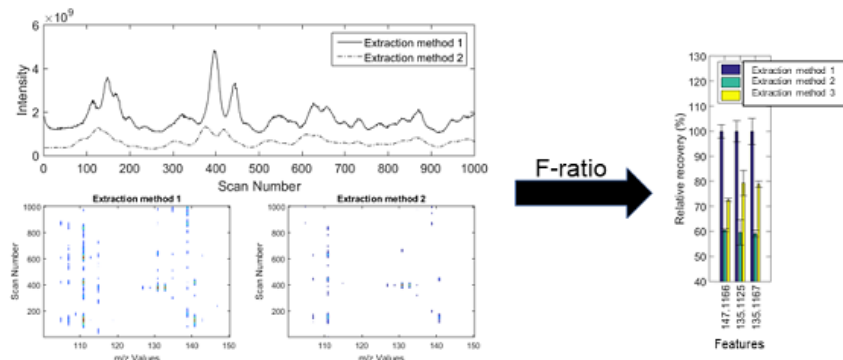 6 ×10⁹
4
2
0
Intensity
Extraction method 1
Extraction method 2
0 100 200 300 400 500 600 700 800 900 1000
Scan Number
Extraction method 1
1000
800
600
400
200
Scan Number
110 120 130 140 150
m/z Values
Extraction method 2
1000
800
600
400
200
Scan Number
110 120 130 140 150
m/z Values
F-ratio
130
120
110
100
90
80
70
60
50
40
Relative recovery (%)
Extraction method 1
Extraction method 2
Extraction method 3
147.1166
135.1125
135.1167
Features